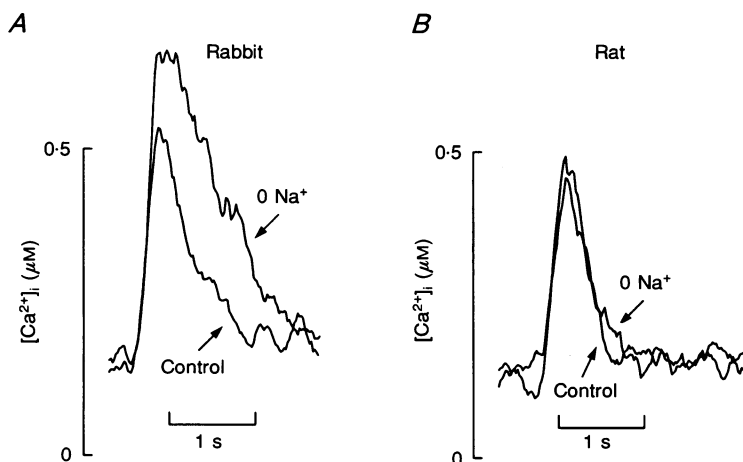 A
Rabbit
0·5
0 Na+
[Ca2+]i (μM)
Control
0
1 s
B
Rat
0·5
0 Na+
[Ca2+]i (μM)
Control
0
1 s